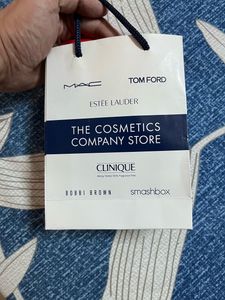 MAC TOM FORD
ESTĒE LAUDER
THE COSMETICS
COMPANY STORE
CLINIQUE
BOBBI BROWN smashbox